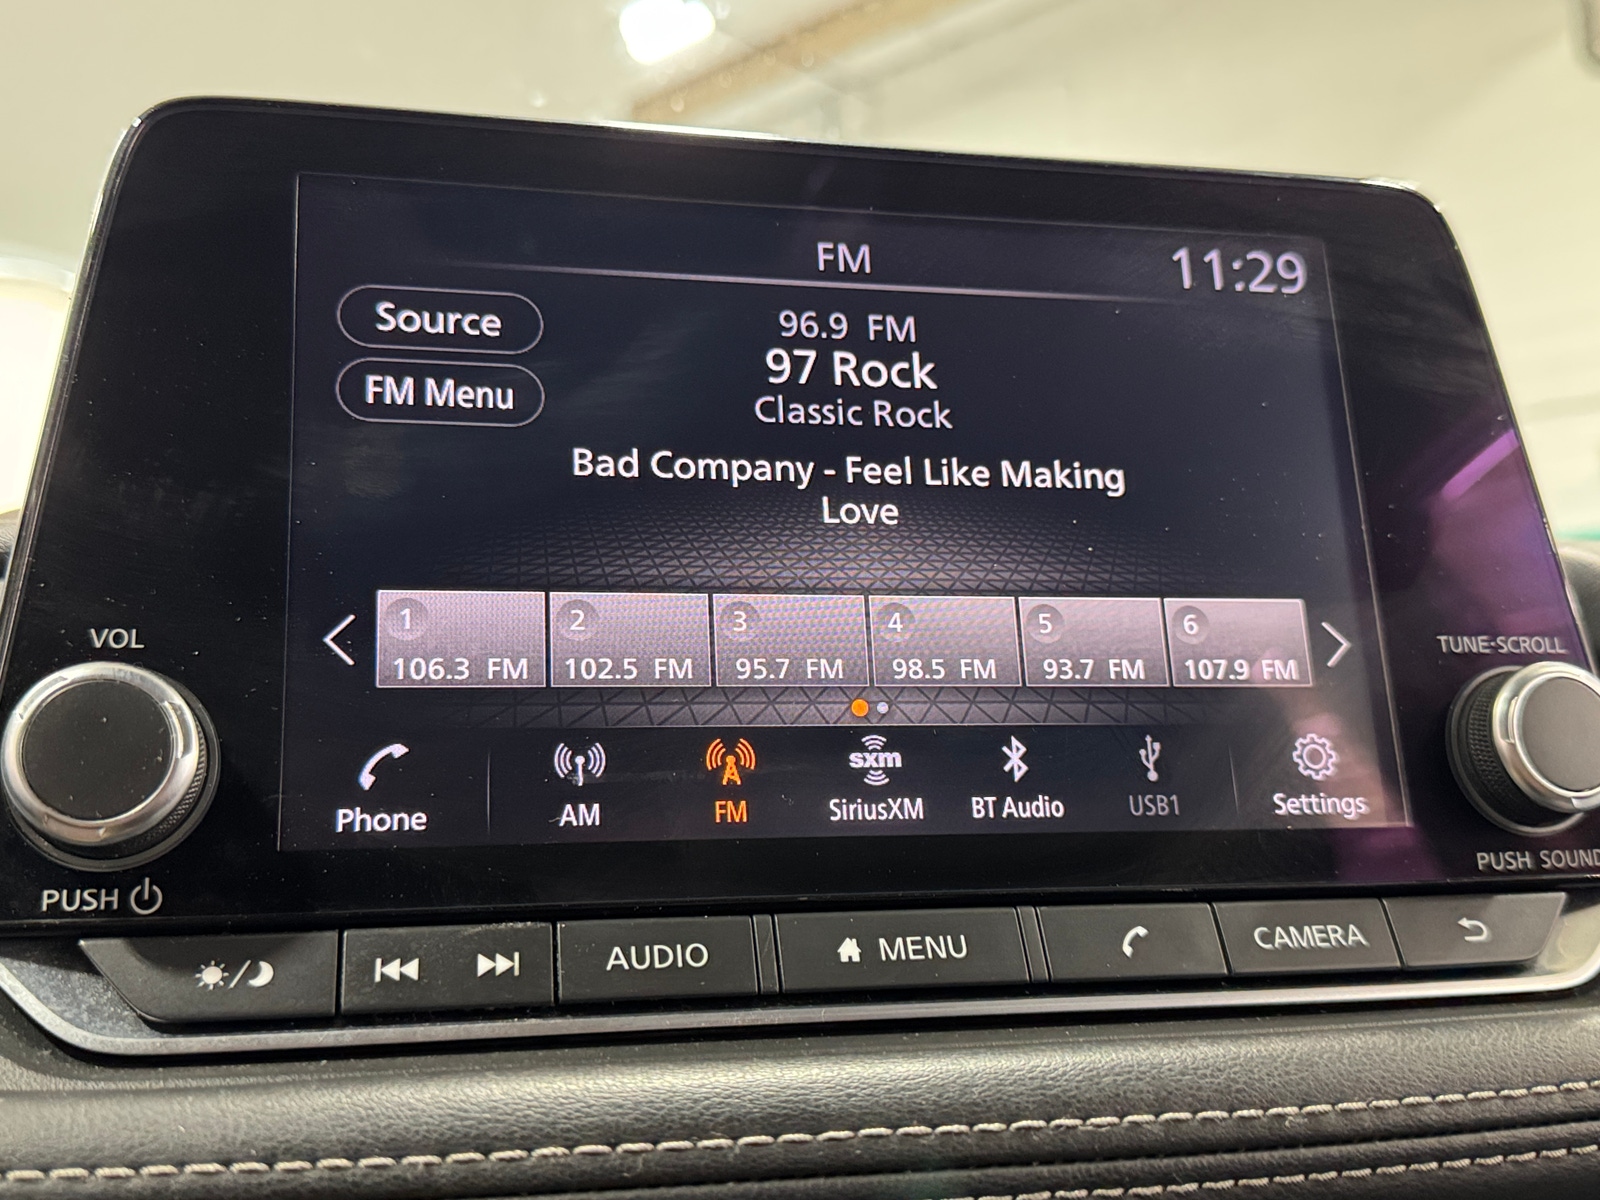 FM
11:29
Source
96.9 FM
97 Rock
FM Menu
Classic Rock
Bad Company - Feel Like Making
Love
VOL
TUNE·SCROLL
1
2
3
4
5
6
106.3 FM
102.5 FM
95.7 FM
98.5 FM
93.7 FM
107.9 FM
sxm
Phone
AM
FM
SiriusXM
BT Audio
USB1
Settings
PUSH
PUSH SOUND
AUDIO
MENU
CAMERA